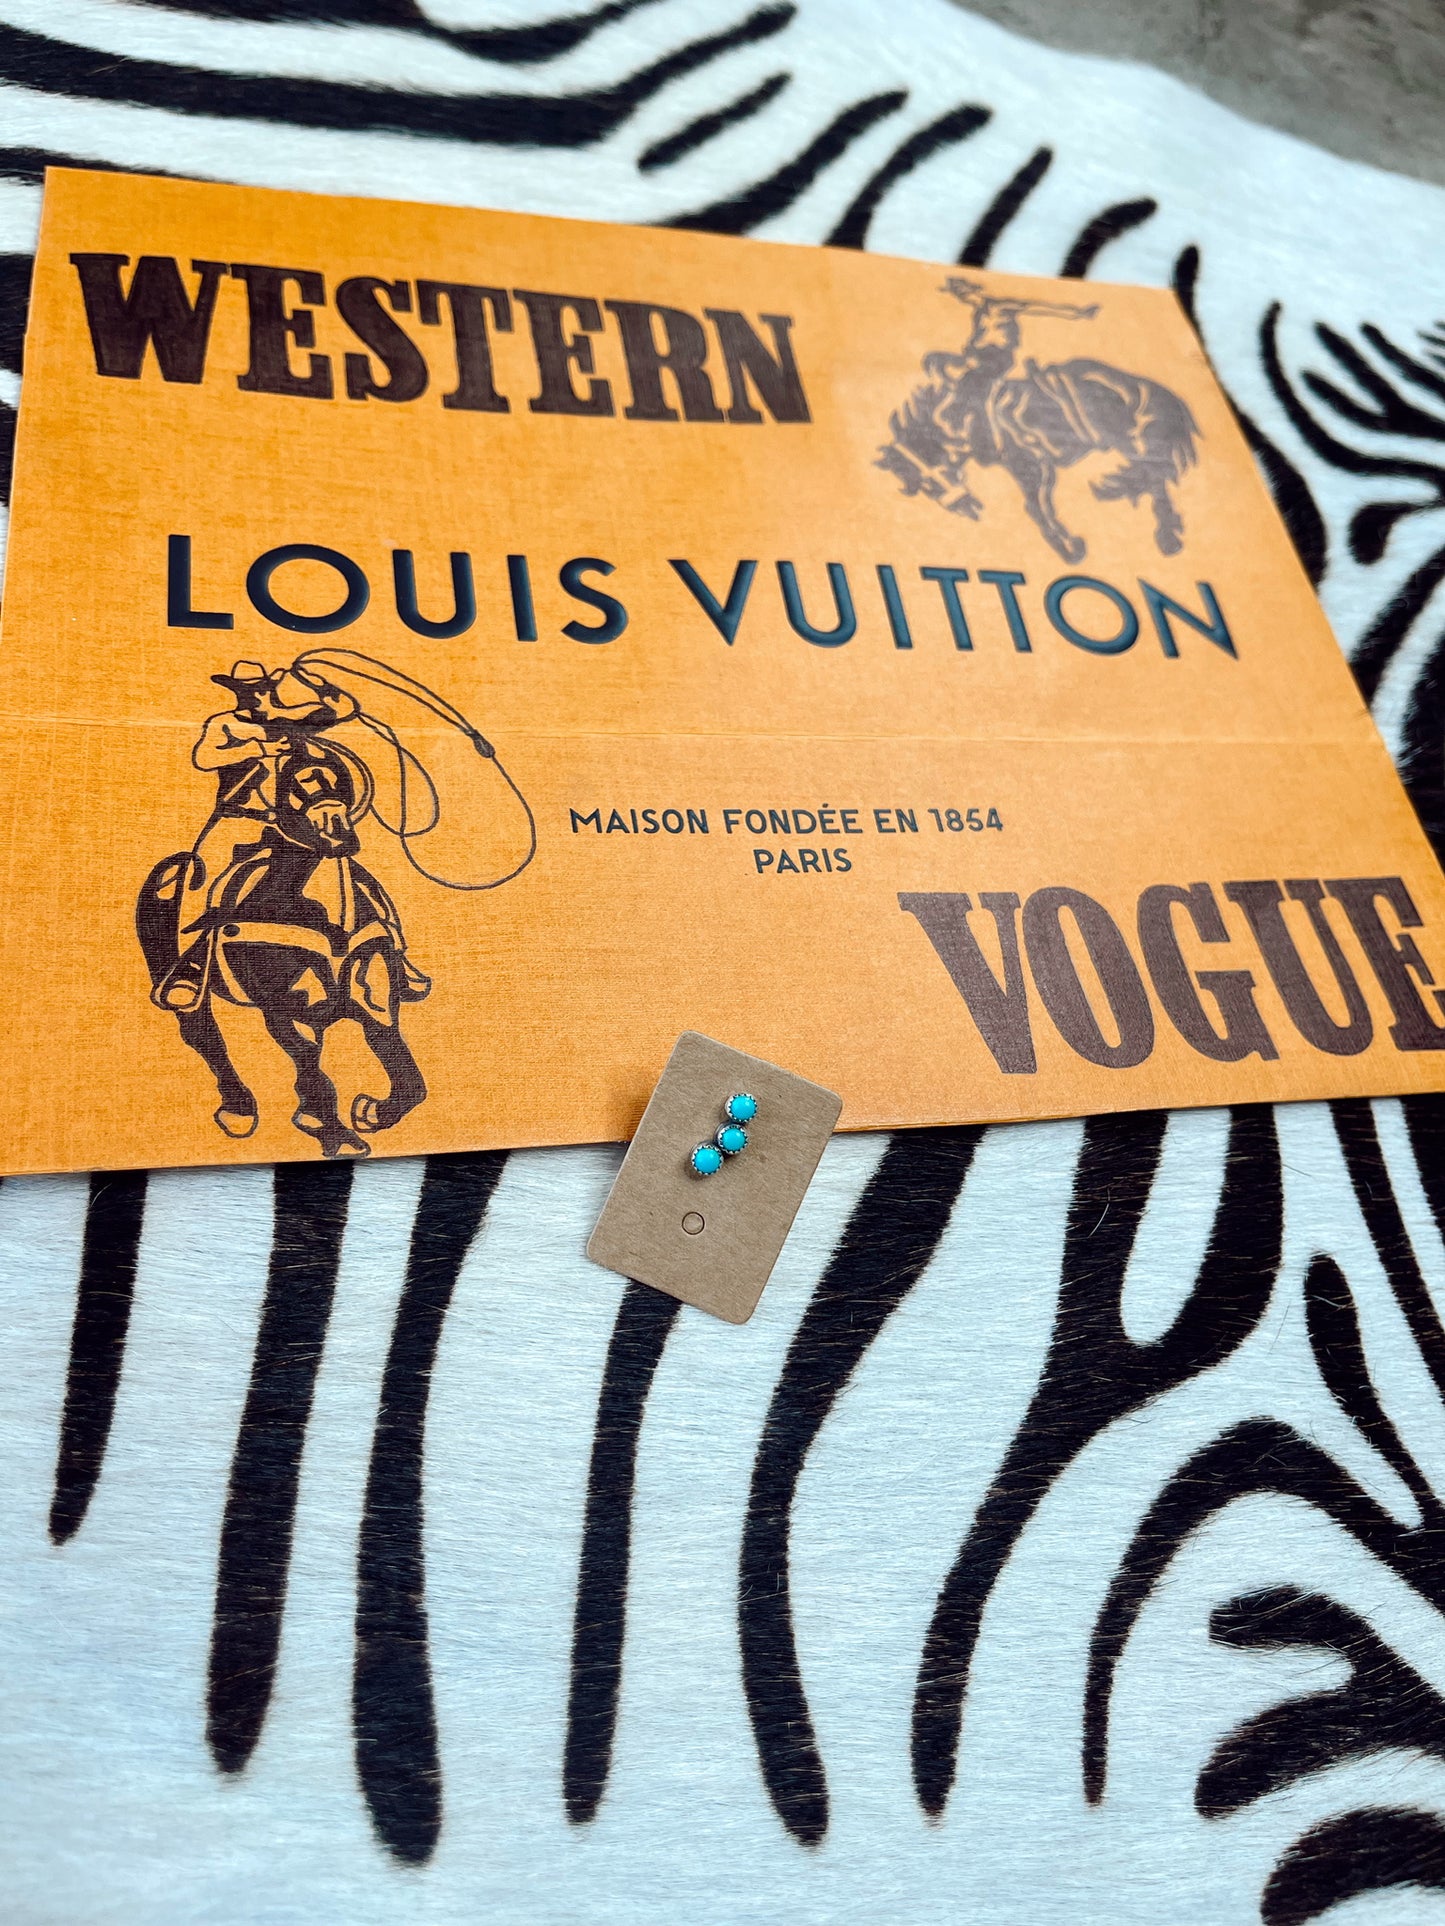 WESTERN
LOUIS VUITTON
MAISON FONDÉE EN 1854
PARIS
VOGUE